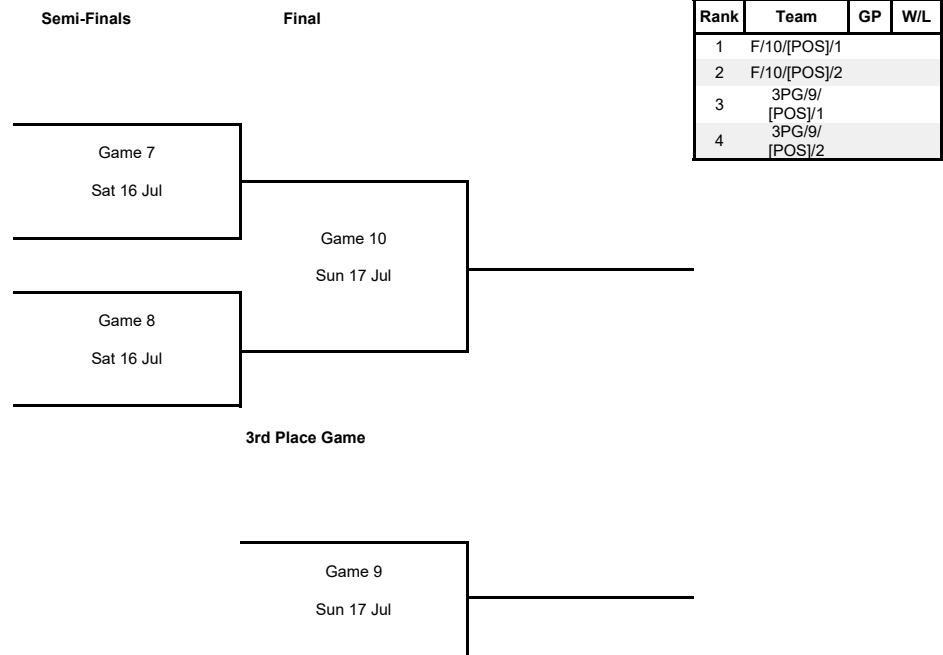 Semi-Finals Final
Rank Team GP W/L
1 F/10/[POS]/1
2 F/10/[POS]/2
3 3PG/9/
[POS]/1
4 3PG/9/
[POS]/2
Game 7
Sat 16 Jul
Game 10
Sun 17 Jul
Game 8
Sat 16 Jul
3rd Place Game
Game 9
Sun 17 Jul